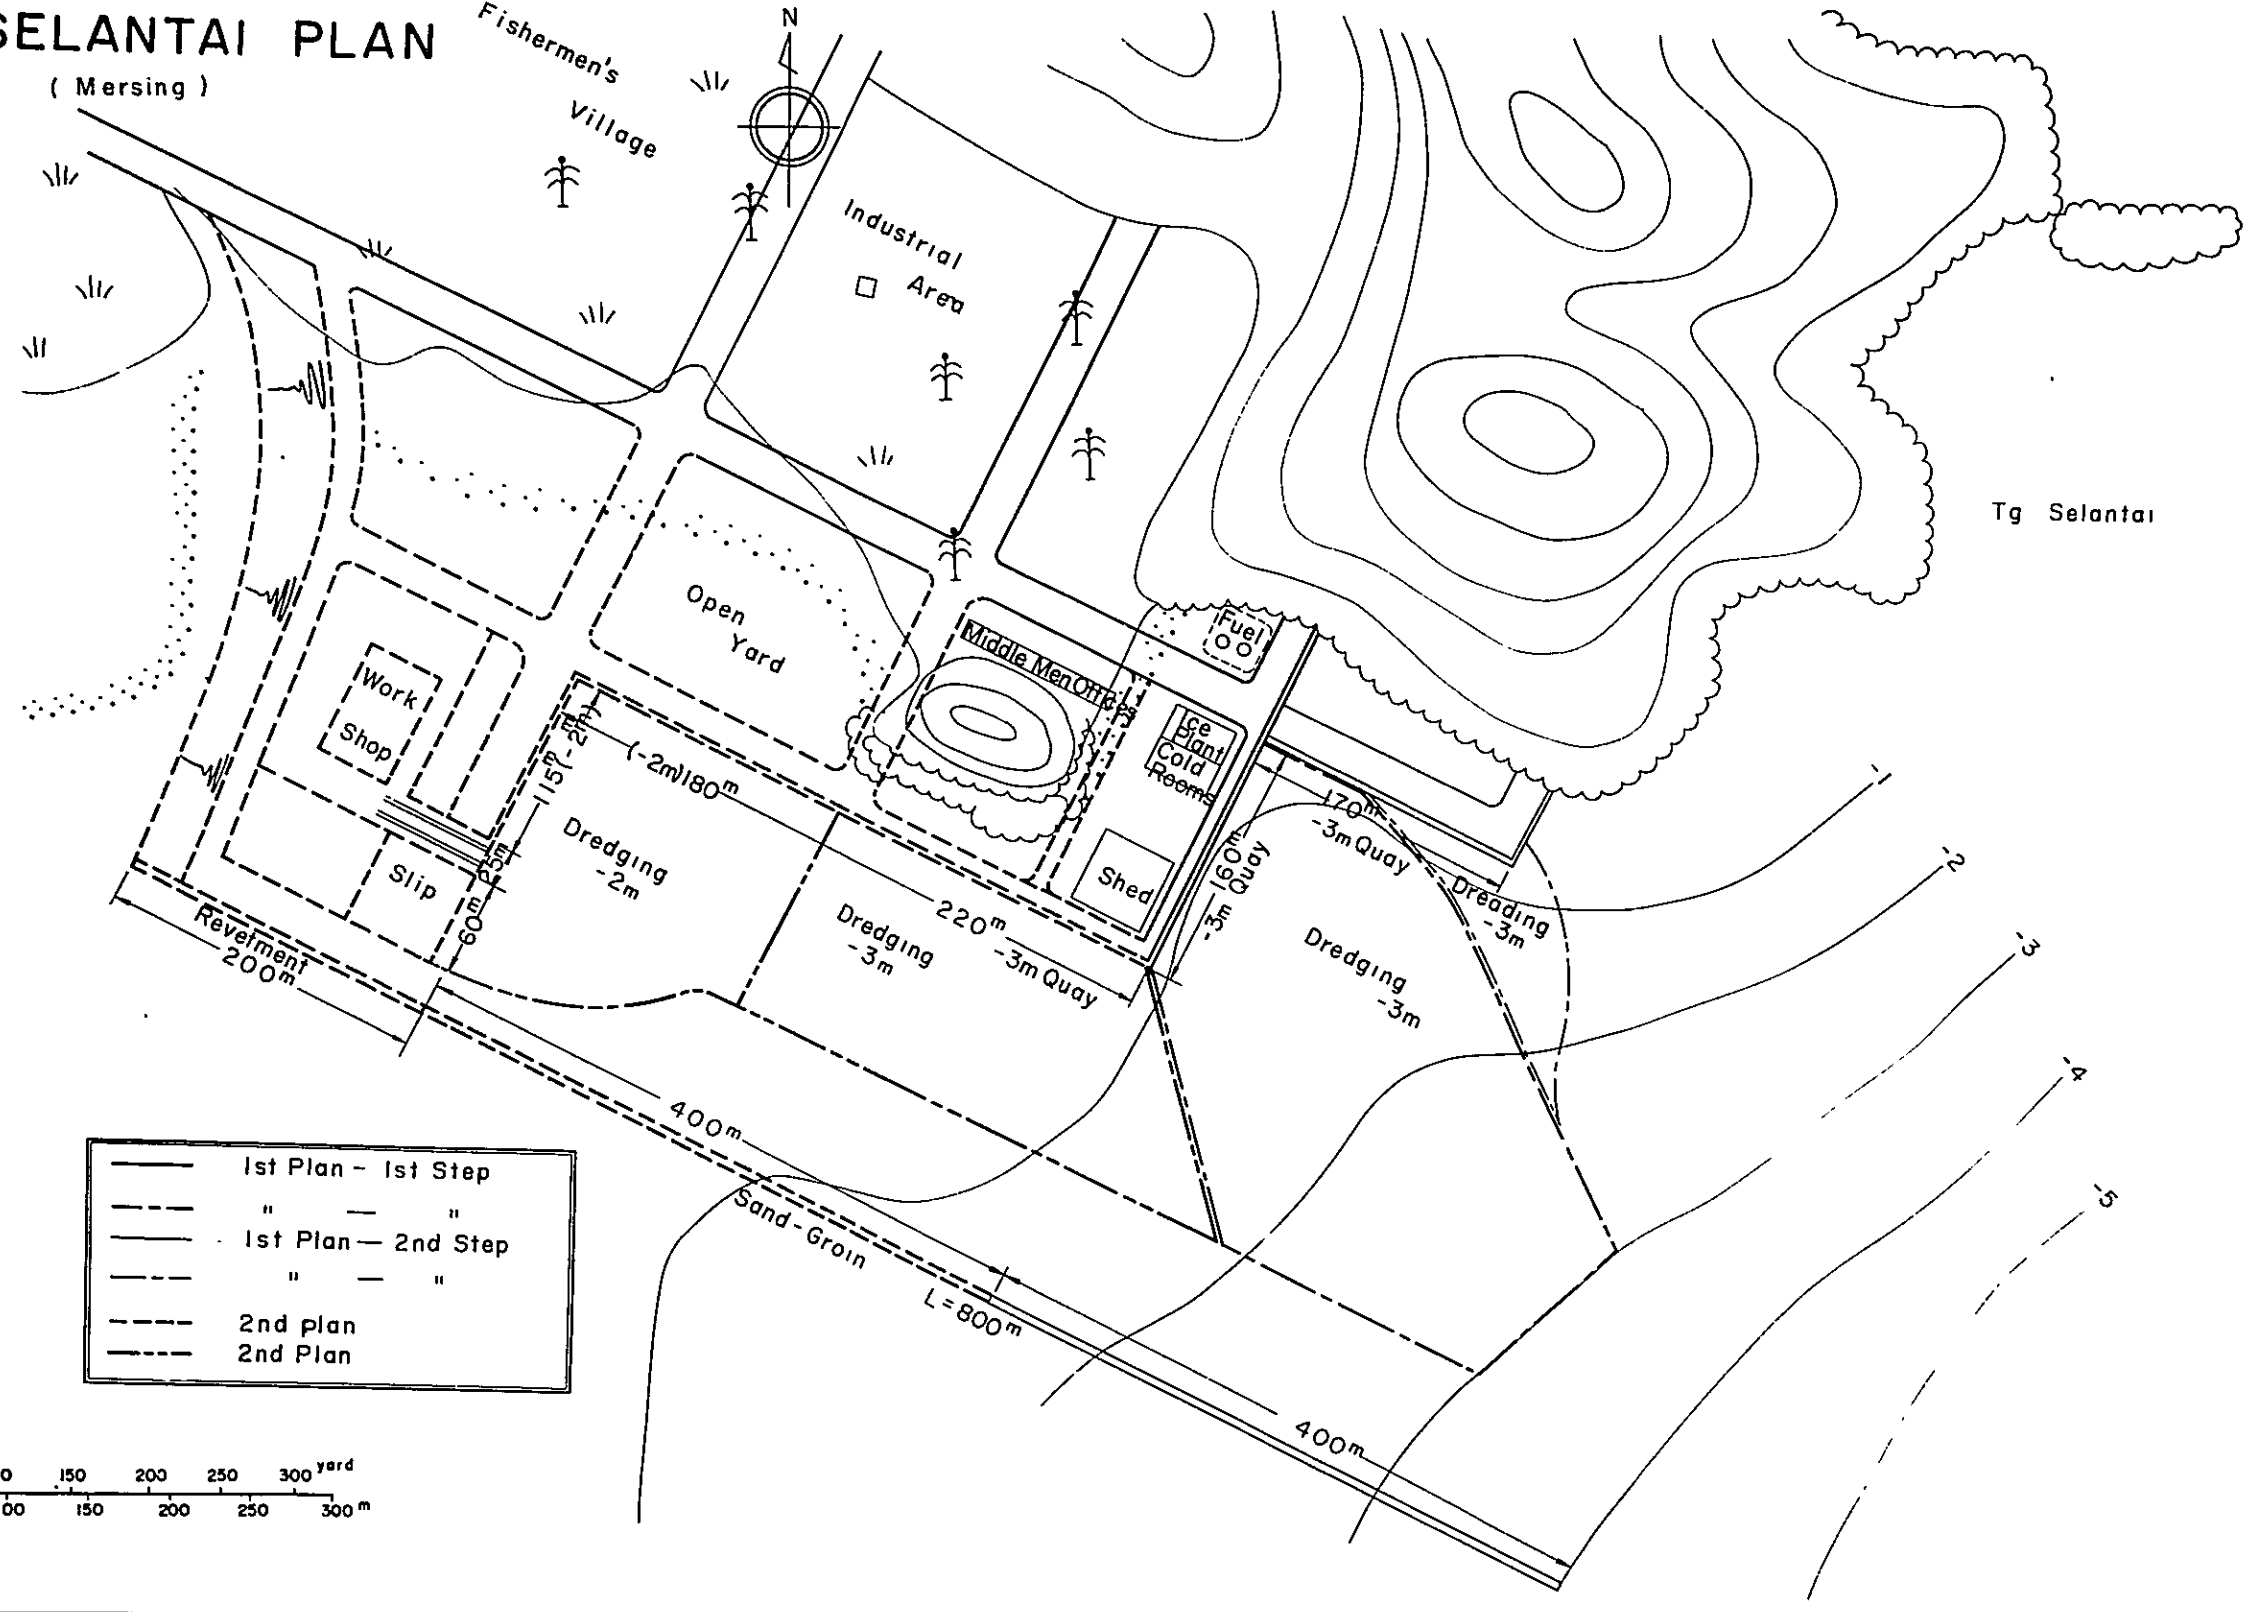 SELANTAI PLAN
( Mersing )
Fishermen's
Village
N
Industrial
Area
Tg Selantai
Open
Yard
Fuel
Middle Men Offices
Ice
Plant
Cold
Rooms
Shed
Work
Shop
Slip
115m (-2m)
(-2m) 180m
25m
60m
Dredging
-2m
220m
-3m Quay
Dredging
-3m
160m
-3m Quay
170m
-3m Quay
Dreading
-3m
Dredging
-3m
Revetment
200m
400m
Sand-Groin
L=800m
400m
-1
-2
-3
-4
-5
1st Plan - 1st Step
" — "
1st Plan — 2nd Step
" — "
2nd plan
2nd Plan
0 150 200 250 300 yard
00 150 200 250 300 m